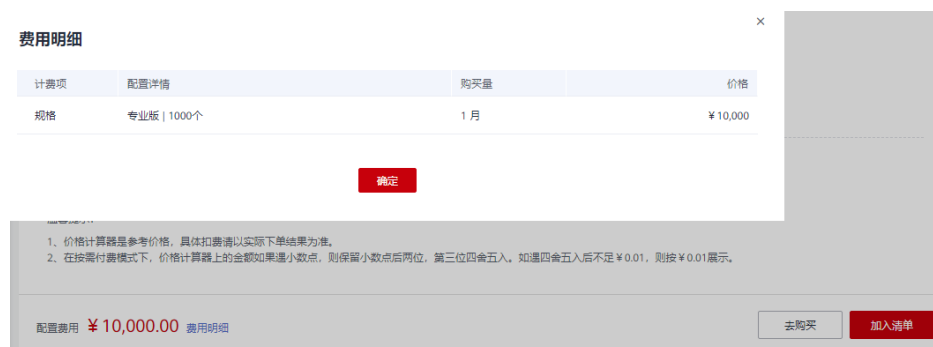 ×
费用明细
计费项 配置详情 购买量 价格
规格 专业版 | 1000个 1 月 ¥ 10,000
确定
1、价格计算器是参考价格，具体扣费请以实际下单结果为准。
2、在按需付费模式下，价格计算器上的金额如果遇小数点，则保留小数点后两位，第三位四舍五入。如遇四舍五入后不足 ¥ 0.01，则按 ¥ 0.01展示。
配置费用 ¥ 10,000.00 费用明细 去购买 加入清单